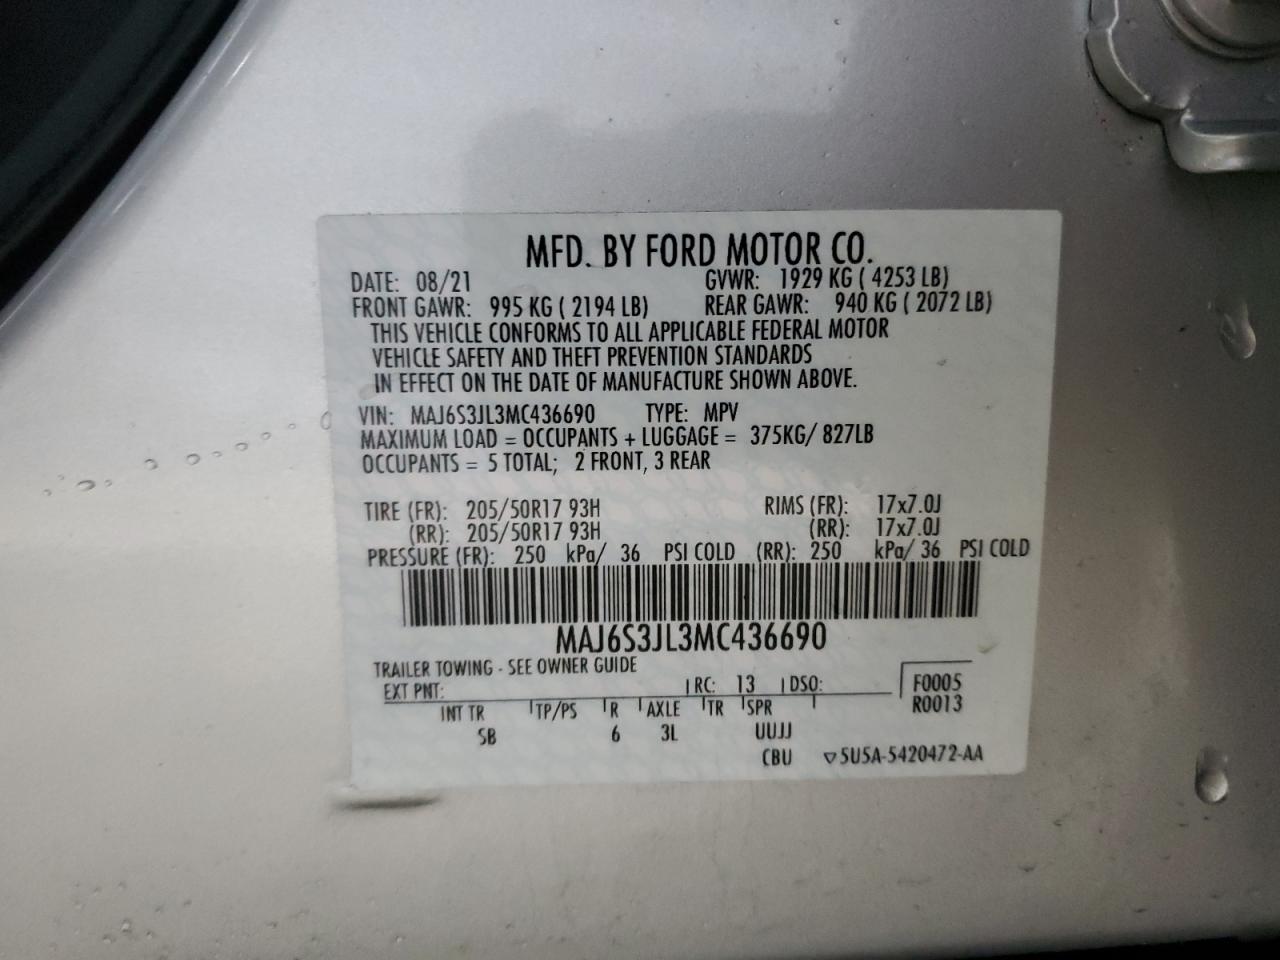 MFD. BY FORD MOTOR CO.
DATE: 08/21 GVWR: 1929 KG ( 4253 LB)
FRONT GAWR: 995 KG ( 2194 LB) REAR GAWR: 940 KG ( 2072 LB)
THIS VEHICLE CONFORMS TO ALL APPLICABLE FEDERAL MOTOR
VEHICLE SAFETY AND THEFT PREVENTION STANDARDS
IN EFFECT ON THE DATE OF MANUFACTURE SHOWN ABOVE.
VIN: MAJ6S3JL3MC436690 TYPE: MPV
MAXIMUM LOAD = OCCUPANTS + LUGGAGE = 375KG/ 827LB
OCCUPANTS = 5 TOTAL; 2 FRONT, 3 REAR
TIRE (FR): 205/50R17 93H RIMS (FR): 17x7.0J
(RR): 205/50R17 93H (RR): 17x7.0J
PRESSURE (FR): 250 kPa/ 36 PSI COLD (RR): 250 kPa/ 36 PSI COLD
MAJ6S3JL3MC436690
TRAILER TOWING - SEE OWNER GUIDE
EXT PNT: RC: 13 DSO: F0005
R0013
INT TR TP/PS R AXLE TR SPR
SB 6 3L UUJJ
CBU ▽5U5A-5420472-AA